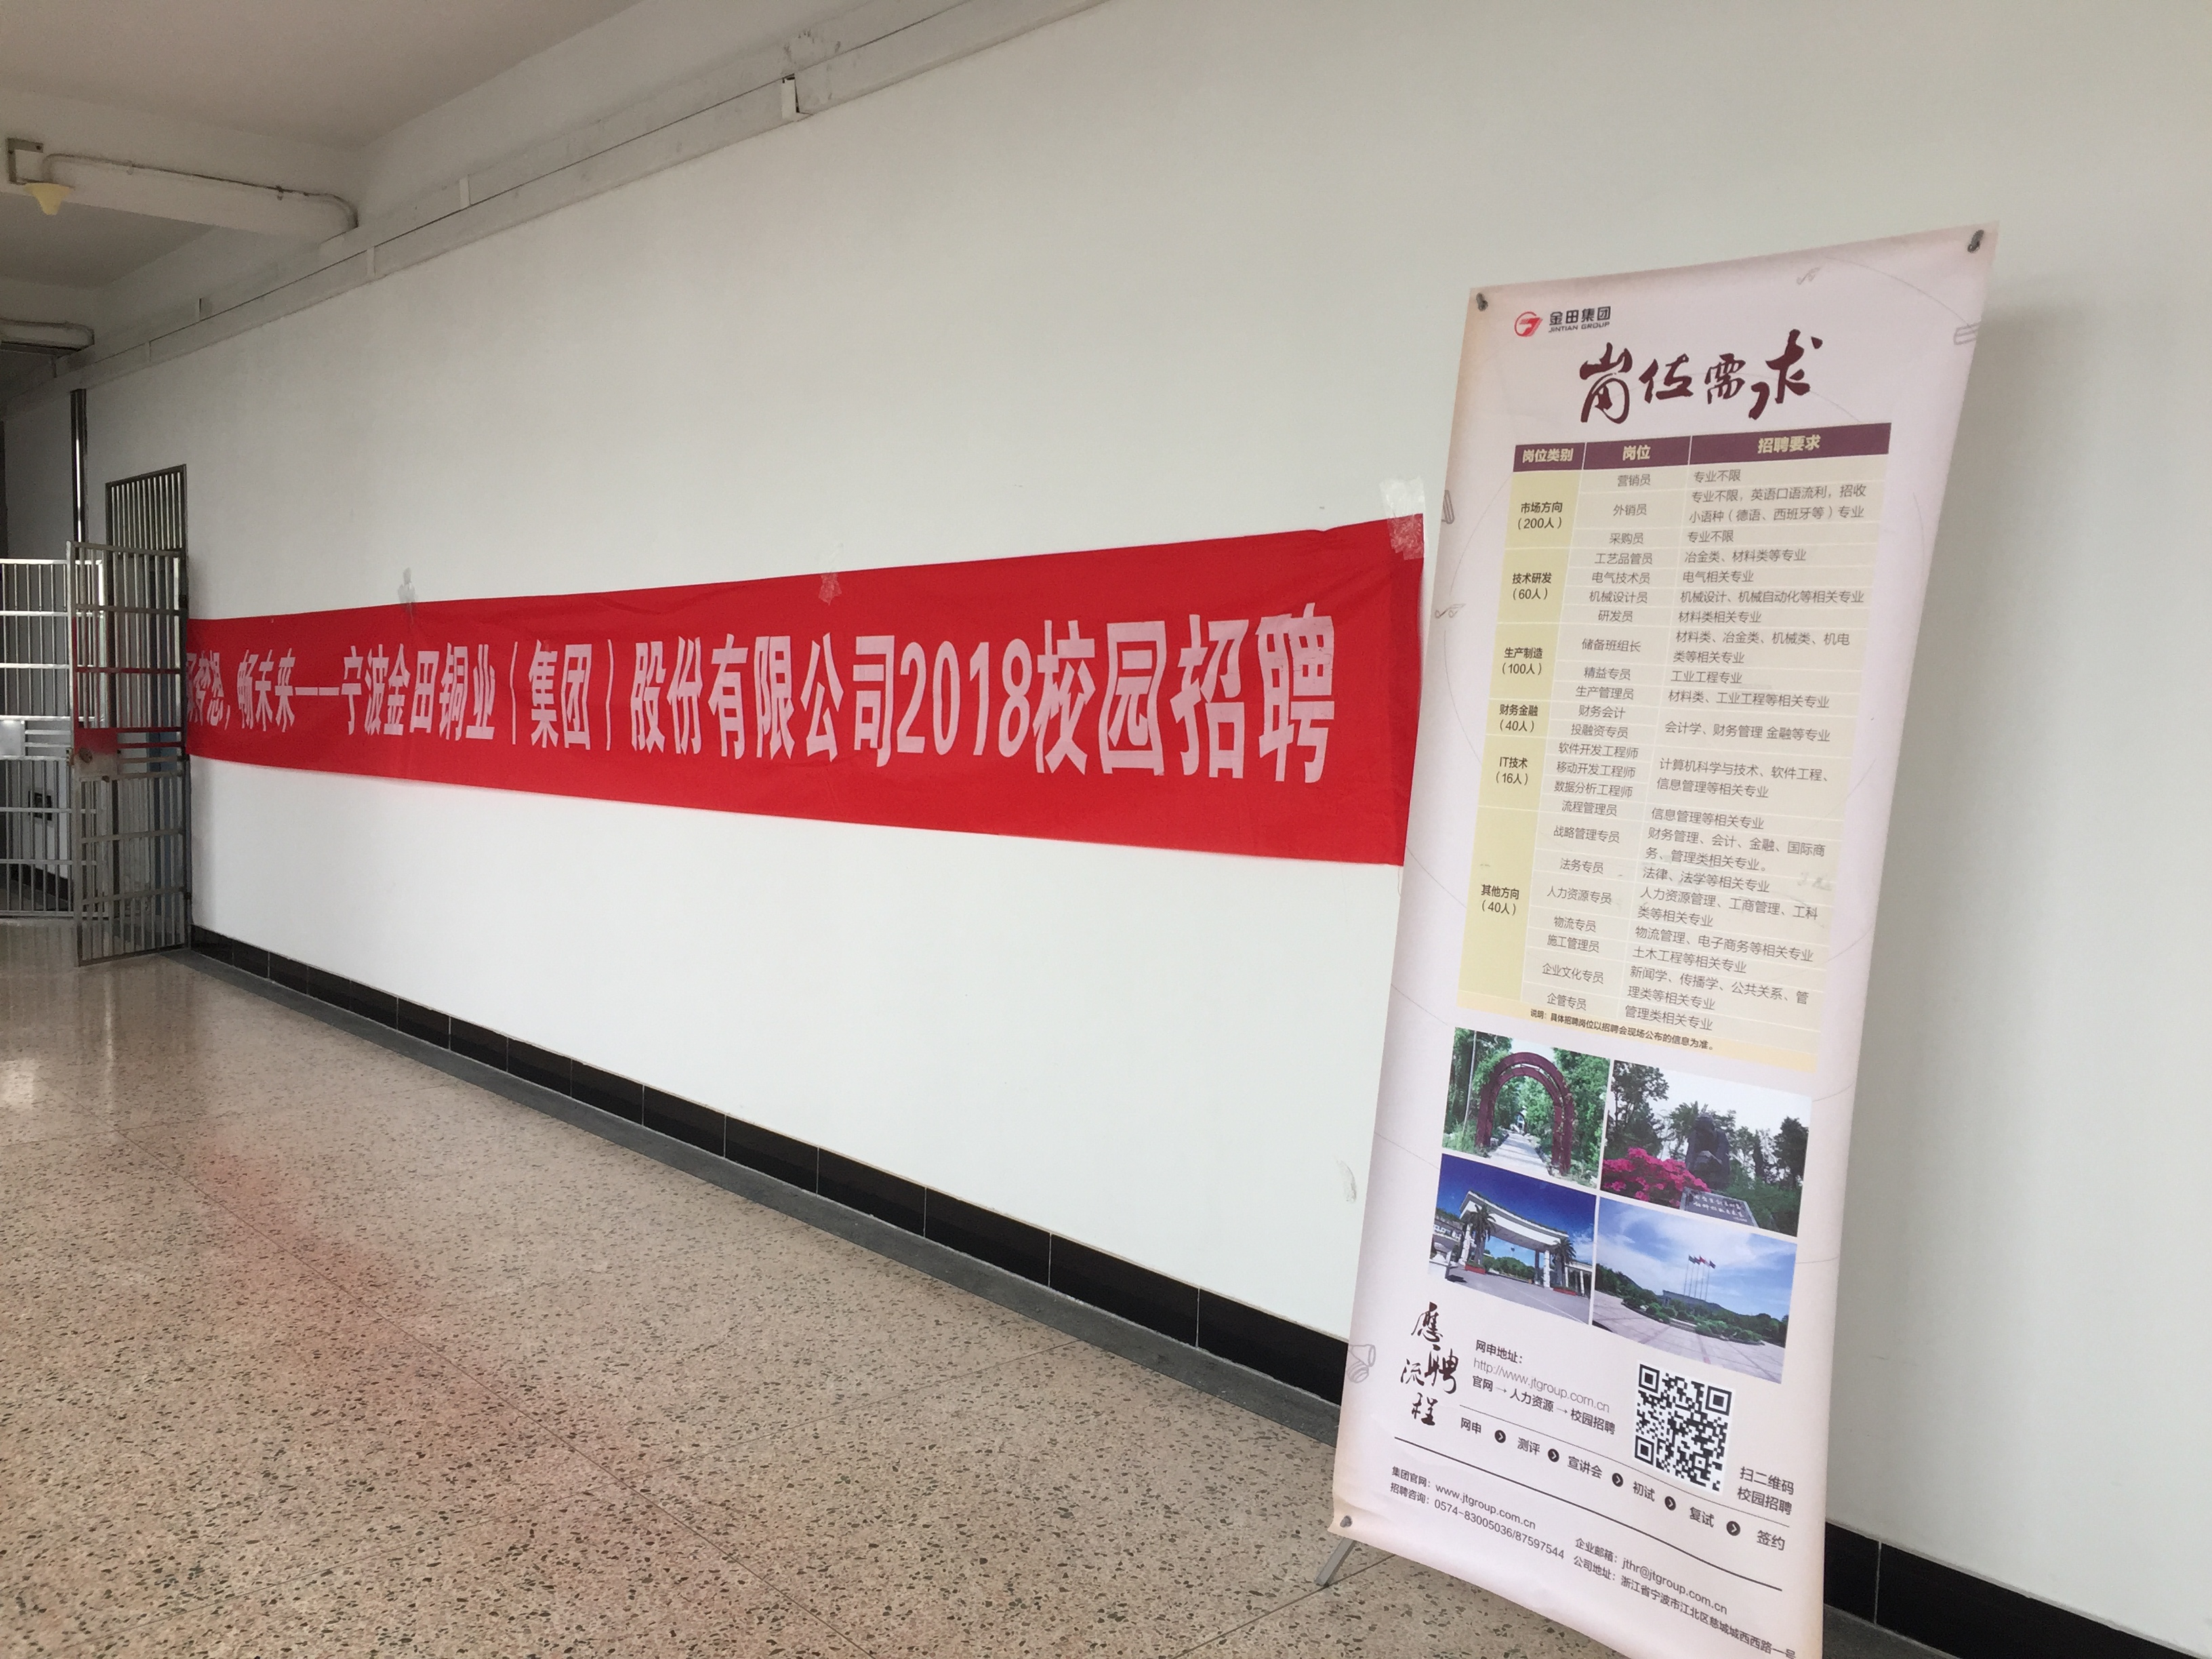 梦想，畅未来——宁波金田铜业（集团）股份有限公司2018校园招聘
金田集团
JINTIAN GROUP
岗位需求
岗位类别 岗位 招聘要求
市场方向
（200人）
营销员 专业不限
外销员 专业不限，英语口语流利，招收
小语种（德语、西班牙等）专业
采购员 专业不限
技术研发
（60人）
工艺品管员 冶金类、材料类等专业
电气技术员 电气相关专业
机械设计员 机械设计、机械自动化等相关专业
研发员 材料类相关专业
生产制造
（100人）
储备班组长 材料类、冶金类、机械类、机电
类等相关专业
精益专员 工业工程专业
生产管理员 材料类、工业工程等相关专业
财务金融
（40人）
财务会计
投融资专员
会计学、财务管理 金融等专业
IT技术
（16人）
软件开发工程师
移动开发工程师
数据分析工程师
计算机科学与技术、软件工程、
信息管理等相关专业
流程管理员 信息管理等相关专业
其他方向
（40人）
战略管理专员 财务管理、会计、金融、国际商
务、管理类相关专业。
法务专员 法律、法学等相关专业
人力资源专员 人力资源管理、工商管理、工科
类等相关专业
物流专员 物流管理、电子商务等相关专业
施工管理员 土木工程等相关专业
企业文化专员 新闻学、传播学、公共关系、管
理类等相关专业
企管专员 管理类相关专业
说明：具体招聘岗位以招聘会现场公布的信息为准。
應聘
流程
网申地址：
http://www.jtgroup.com.cn
官网→人力资源→校园招聘
扫二维码
校园招聘
网申 测评 宣讲会 初试 复试 签约
集团官网：www.jtgroup.com.cn
招聘咨询：0574-83005036/87597544
企业邮箱：jthr@jtgroup.com.cn
公司地址：浙江省宁波市江北区慈城城西西路一号